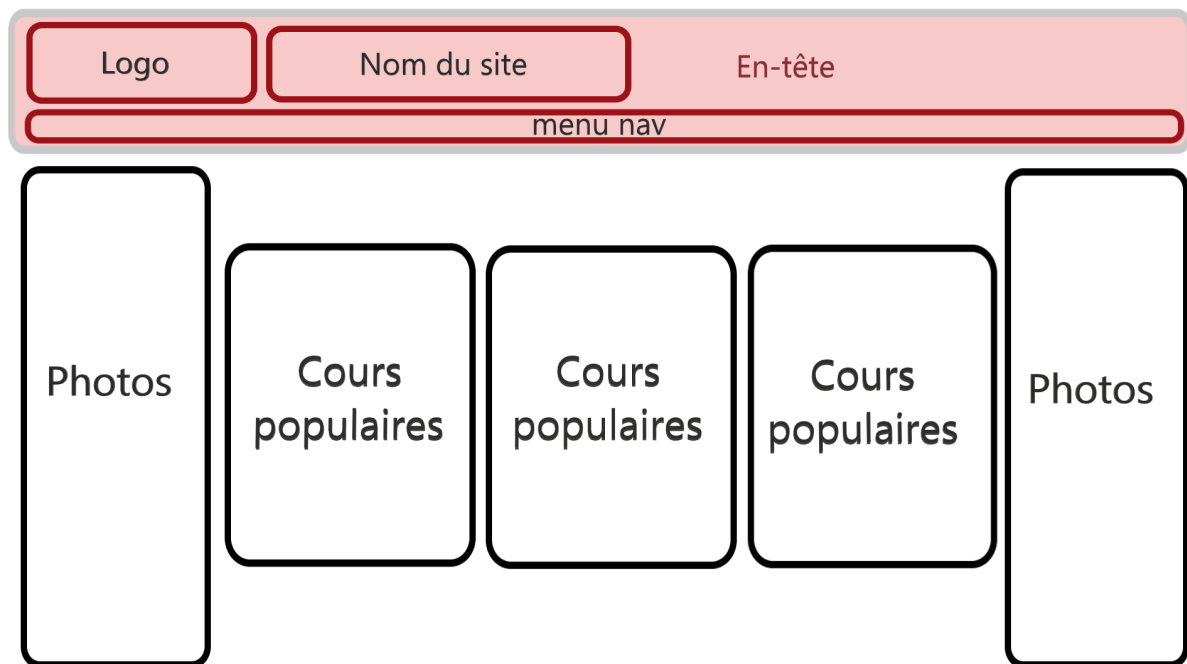 Logo
Nom du site
En-tête
menu nav
Photos
Cours
populaires
Cours
populaires
Cours
populaires
Photos